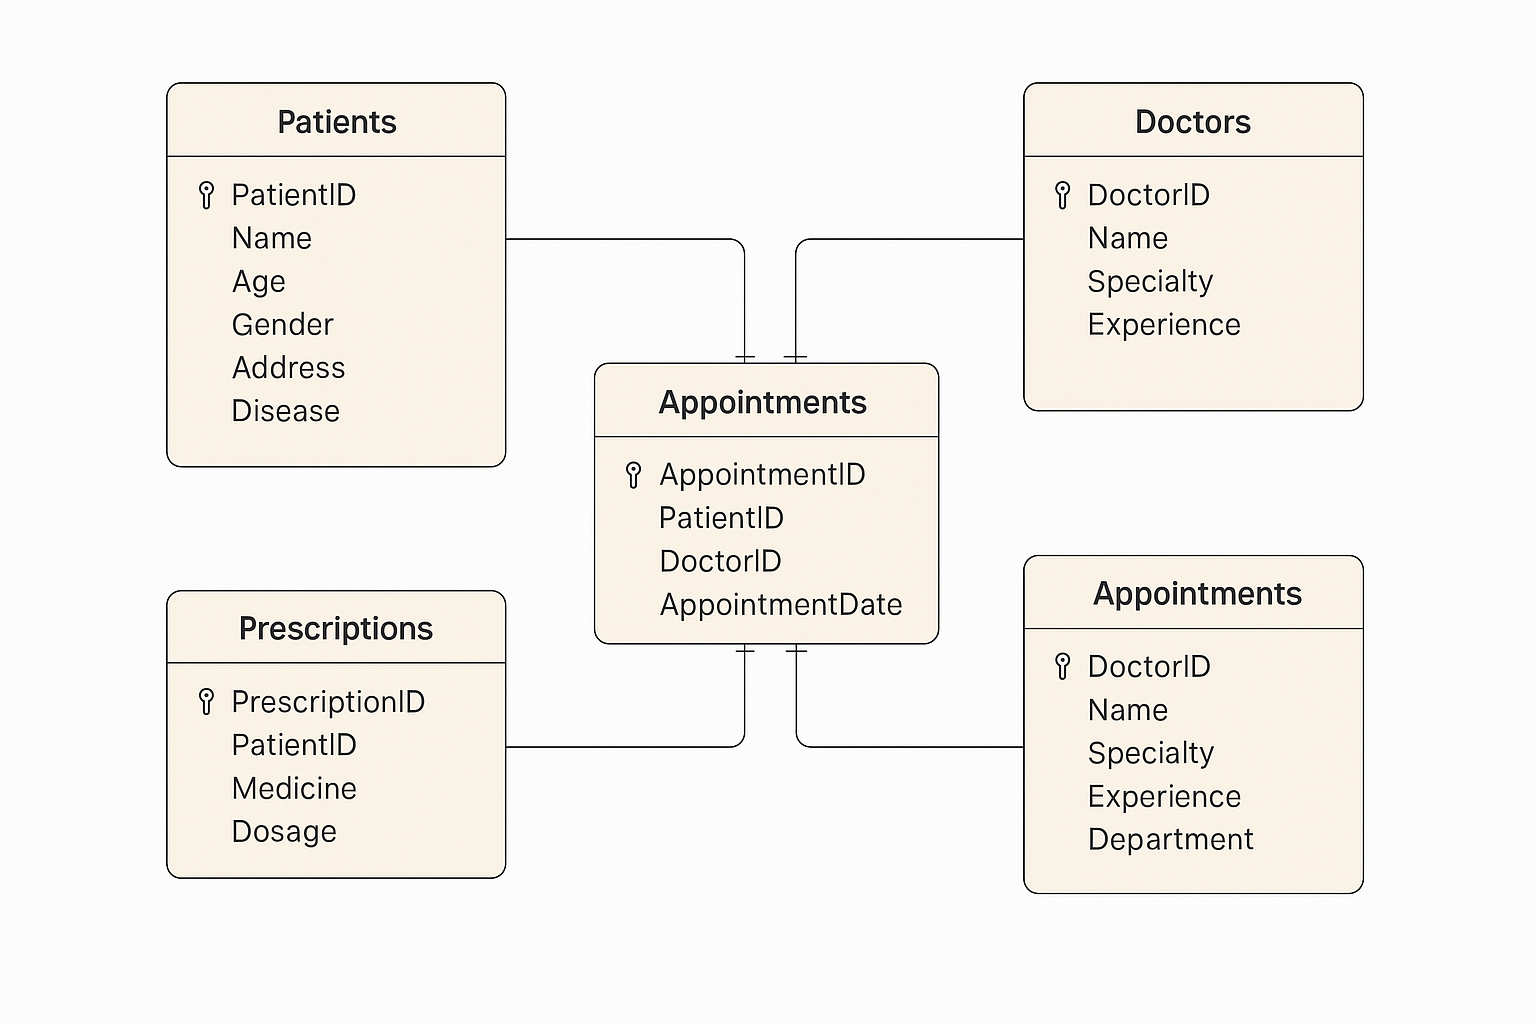 Patients
PatientID
Name
Age
Gender
Address
Disease
Doctors
DoctorID
Name
Specialty
Experience
Appointments
AppointmentID
PatientID
DoctorID
AppointmentDate
Prescriptions
PrescriptionID
PatientID
Medicine
Dosage
Appointments
DoctorID
Name
Specialty
Experience
Department